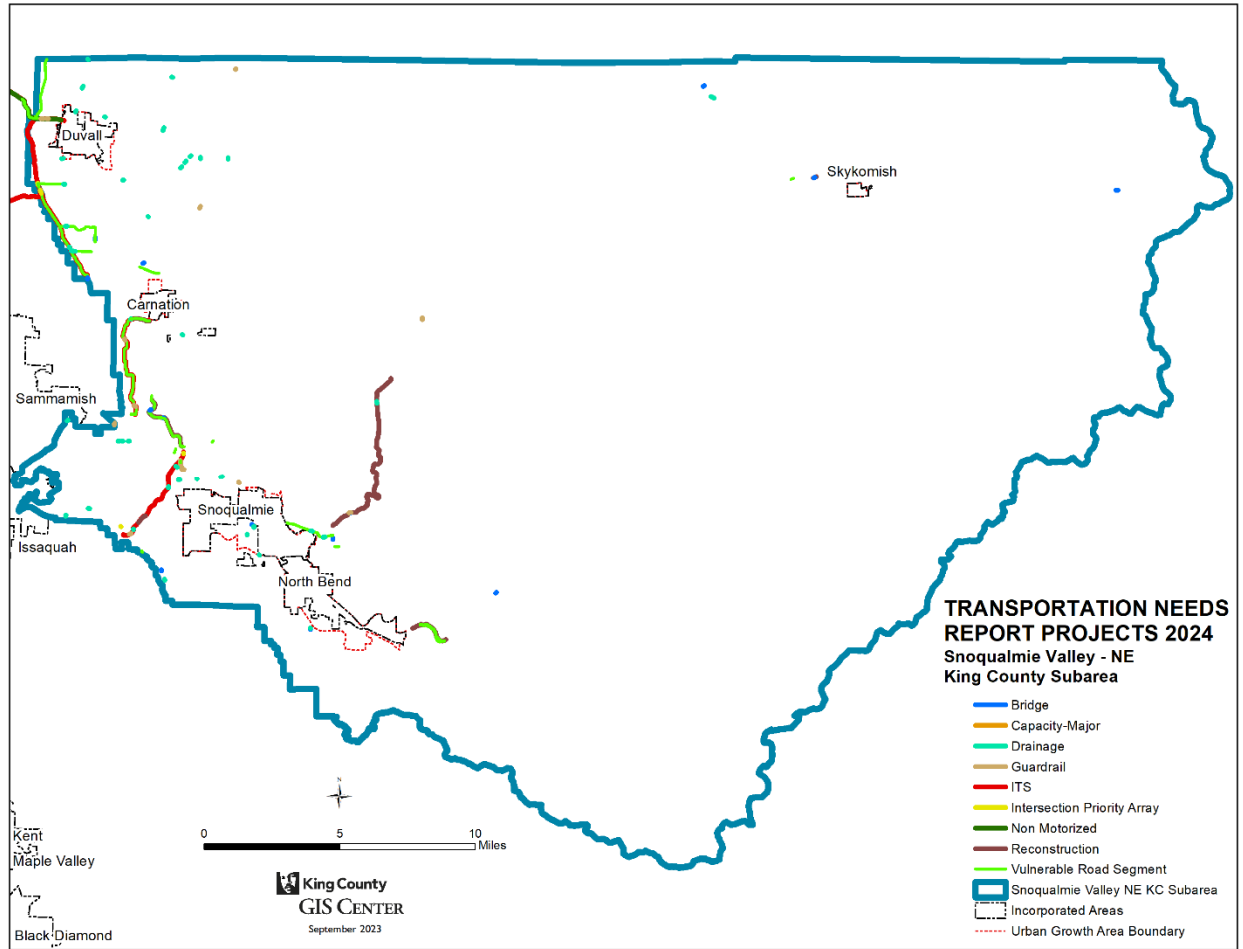 Duvall
Skykomish
Carnation
Sammamish
Snoqualmie
Issaquah
North Bend
TRANSPORTATION NEEDS
REPORT PROJECTS 2024
Snoqualmie Valley - NE
King County Subarea
Bridge
Capacity-Major
Drainage
Guardrail
ITS
Intersection Priority Array
Non Motorized
Reconstruction
Vulnerable Road Segment
Snoqualmie Valley NE KC Subarea
Incorporated Areas
Urban Growth Area Boundary
N
0 5 10
Miles
Kent
Maple Valley
Black Diamond
King County
GIS CENTER
September 2023